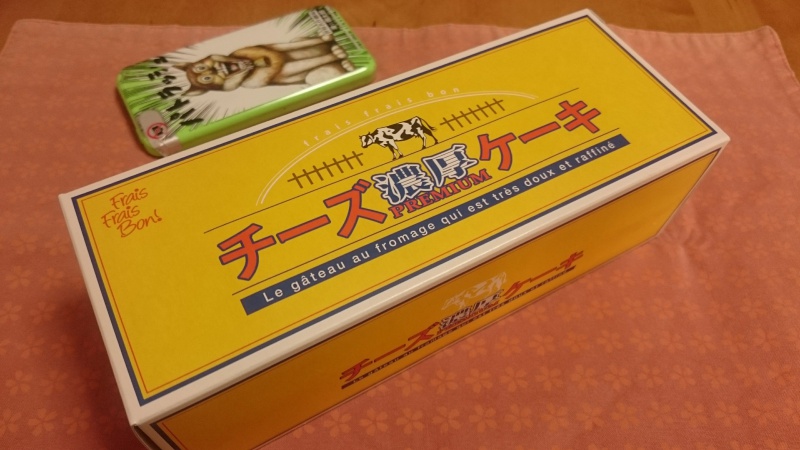 frais frais bon
チーズ濃厚ケーキ
PREMIUM
Le gâteau au fromage qui est très doux et raffiné
Frais
Frais
Bon!
チーズ濃厚ケーキ